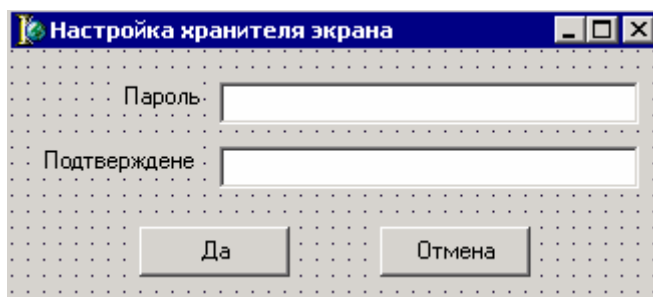 Настройка хранителя экрана
Пароль
Подтверждене
Да Отмена